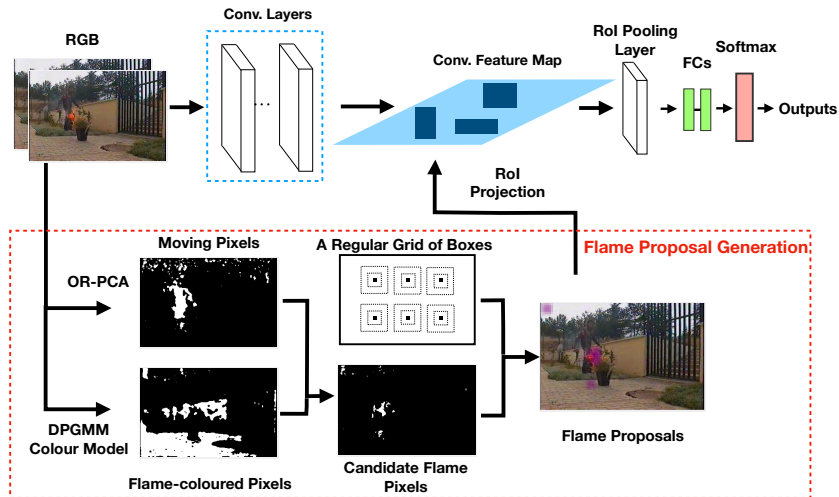 RGB
Conv. Layers
...
Conv. Feature Map
RoI Pooling
Layer
FCs
Softmax
Outputs
RoI
Projection
Flame Proposal Generation
Moving Pixels
A Regular Grid of Boxes
OR-PCA
DPGMM
Colour Model
Flame-coloured Pixels
Candidate Flame
Pixels
Flame Proposals